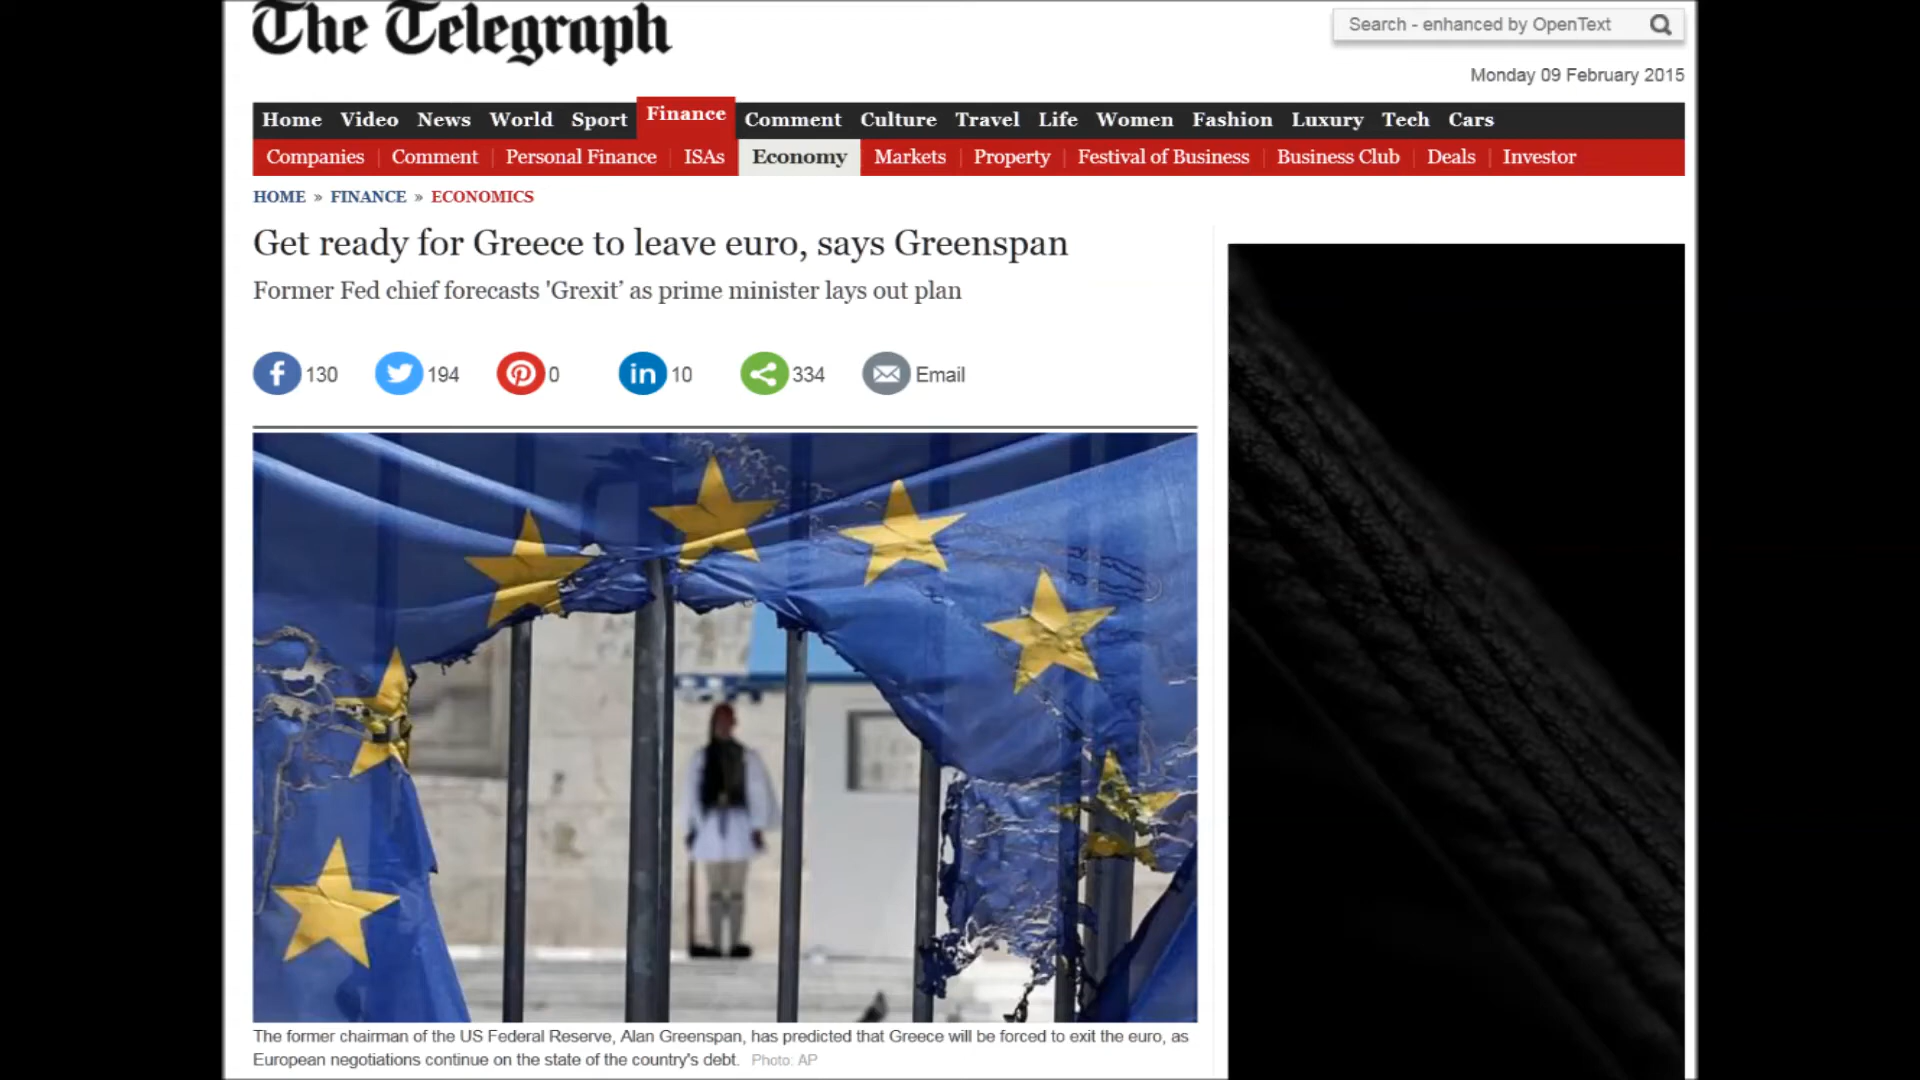 The Telegraph
Search - enhanced by OpenText
Monday 09 February 2015
Home Video News World Sport Finance Comment Culture Travel Life Women Fashion Luxury Tech Cars
Companies Comment Personal Finance ISAs Economy Markets Property Festival of Business Business Club Deals Investor
HOME » FINANCE » ECONOMICS
Get ready for Greece to leave euro, says Greenspan
Former Fed chief forecasts 'Grexit' as prime minister lays out plan
130 194 0 10 334 Email
The former chairman of the US Federal Reserve, Alan Greenspan, has predicted that Greece will be forced to exit the euro, as
European negotiations continue on the state of the country's debt. Photo: AP